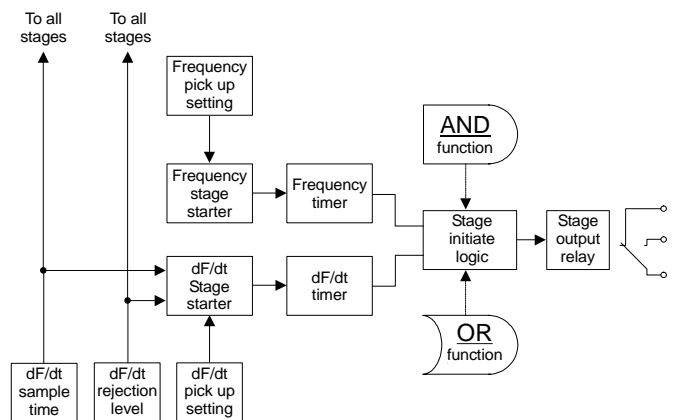 To all
stages
To all
stages
Frequency
pick up
setting
AND
function
Frequency
stage
starter
Frequency
timer
Stage
initiate
logic
Stage
output
relay
dF/dt
Stage
starter
dF/dt
timer
OR
function
dF/dt
sample
time
dF/dt
rejection
level
dF/dt
pick up
setting